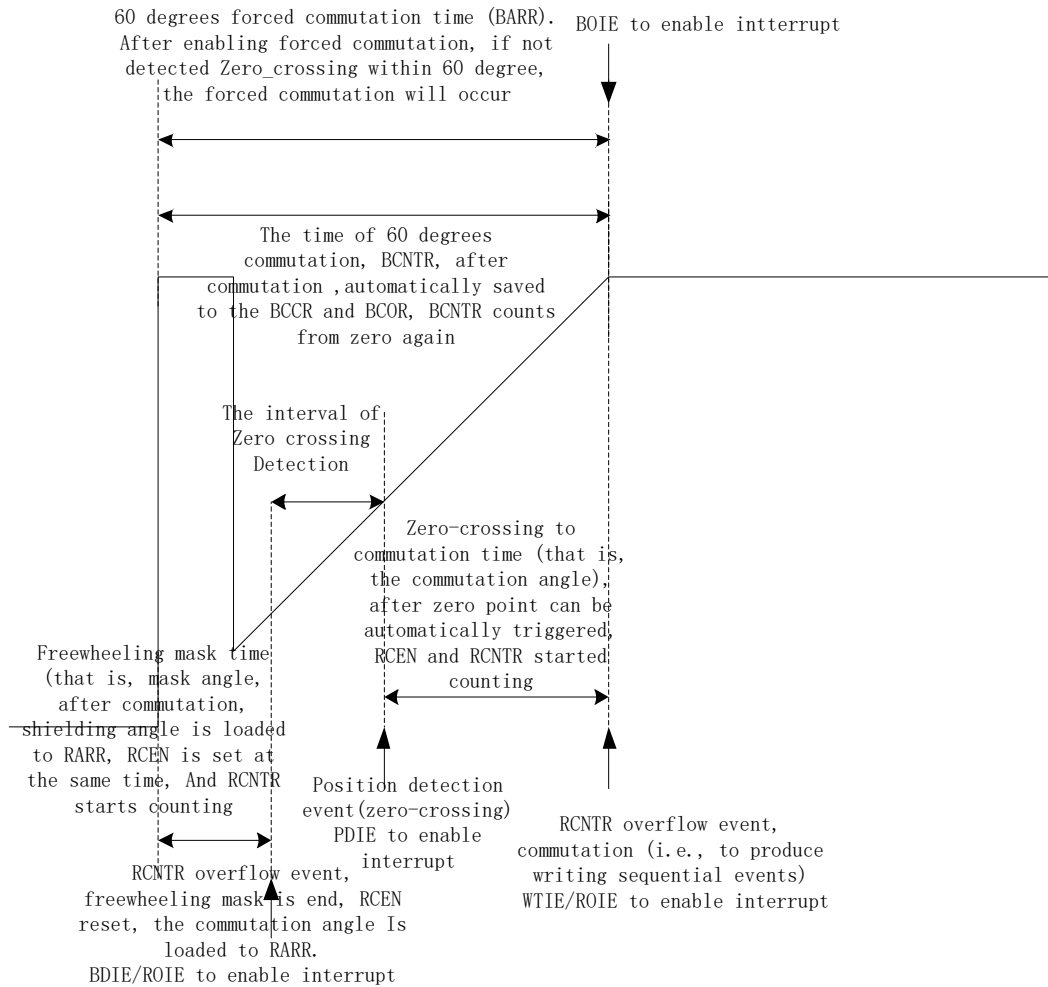 60 degrees forced commutation time (BARR).
After enabling forced commutation, if not
detected Zero_crossing within 60 degree,
the forced commutation will occur
BOIE to enable intterrupt
The time of 60 degrees
commutation, BCNTR, after
commutation ,automatically saved
to the BCCR and BCOR, BCNTR counts
from zero again
The interval of
Zero crossing
Detection
Zero-crossing to
commutation time (that is,
the commutation angle),
after zero point can be
automatically triggered,
RCEN and RCNTR started
counting
Freewheeling mask time
(that is, mask angle,
after commutation,
shielding angle is loaded
to RARR, RCEN is set at
the same time, And RCNTR
starts counting
Position detection
event(zero-crossing)
PDIE to enable
interrupt
RCNTR overflow event,
commutation (i.e., to produce
writing sequential events)
WTIE/ROIE to enable interrupt
RCNTR overflow event,
freewheeling mask is end, RCEN
reset, the commutation angle Is
loaded to RARR.
BDIE/ROIE to enable interrupt